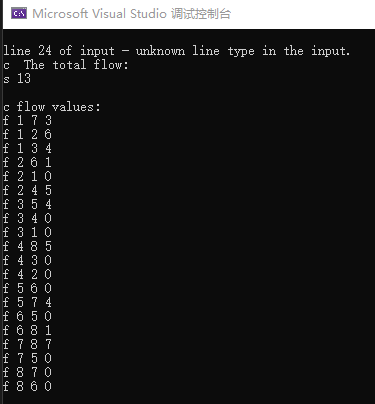 Microsoft Visual Studio 调试控制台
line 24 of input - unknown line type in the input.
c  The total flow:
s 13
c flow values:
f 1 7 3
f 1 2 6
f 1 3 4
f 2 6 1
f 2 1 0
f 2 4 5
f 3 5 4
f 3 4 0
f 3 1 0
f 4 8 5
f 4 3 0
f 4 2 0
f 5 6 0
f 5 7 4
f 6 5 0
f 6 8 1
f 7 8 7
f 7 5 0
f 8 7 0
f 8 6 0